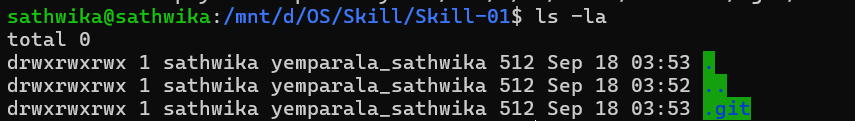 sathwika@sathwika:/mnt/d/OS/Skill/Skill-01$ ls -la
total 0
drwxrwxrwx 1 sathwika yemparala_sathwika 512 Sep 18 03:53 .
drwxrwxrwx 1 sathwika yemparala_sathwika 512 Sep 18 03:52 ..
drwxrwxrwx 1 sathwika yemparala_sathwika 512 Sep 18 03:53 .git